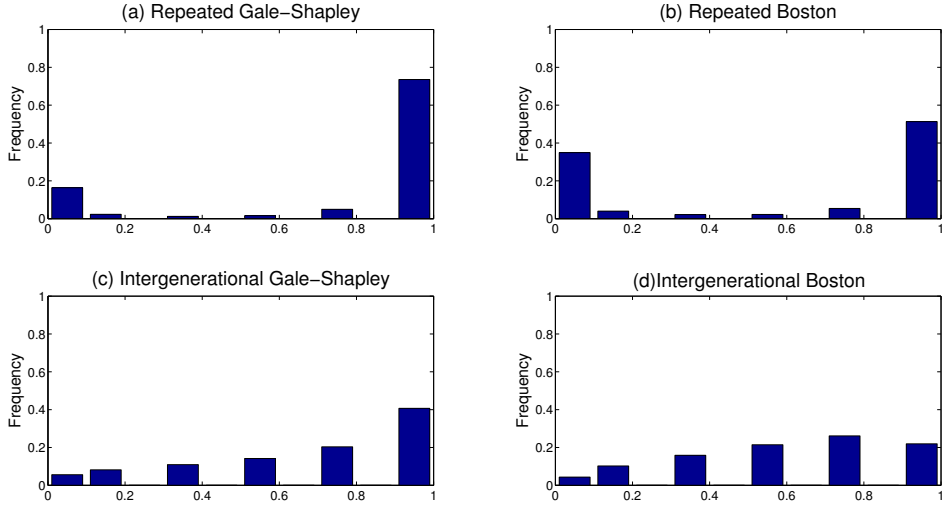 (a) Repeated Gale−Shapley
1
0.8
0.6
0.4
0.2
0
Frequency
0 0.2 0.4 0.6 0.8 1
(b) Repeated Boston
1
0.8
0.6
0.4
0.2
0
Frequency
0 0.2 0.4 0.6 0.8 1
(c) Intergenerational Gale−Shapley
1
0.8
0.6
0.4
0.2
0
Frequency
0 0.2 0.4 0.6 0.8 1
(d)Intergenerational Boston
1
0.8
0.6
0.4
0.2
0
Frequency
0 0.2 0.4 0.6 0.8 1